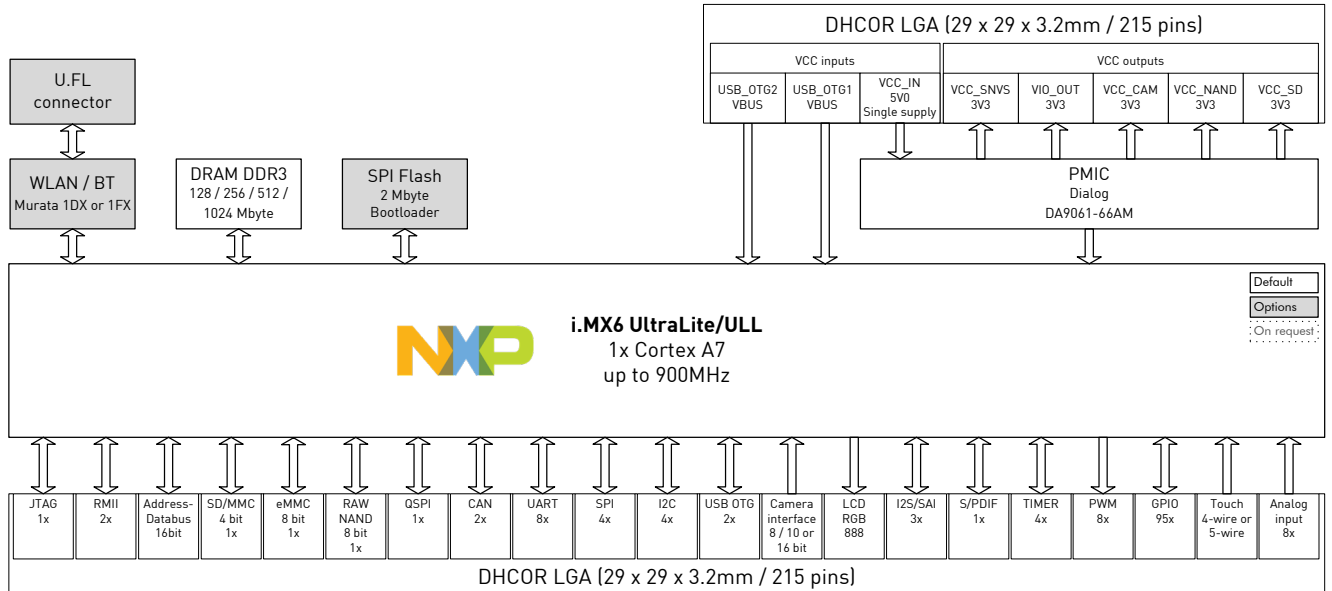 DHCOR LGA (29 x 29 x 3.2mm / 215 pins)
VCC inputs
VCC outputs
USB_OTG2
VBUS
USB_OTG1
VBUS
VCC_IN
5V0
Single supply
VCC_SNVS
3V3
VIO_OUT
3V3
VCC_CAM
3V3
VCC_NAND
3V3
VCC_SD
3V3
U.FL
connector
WLAN / BT
Murata 1DX or 1FX
DRAM DDR3
128 / 256 / 512 /
1024 Mbyte
SPI Flash
2 Mbyte
Bootloader
PMIC
Dialog
DA9061-66AM
Default
Options
On request
NXP
i.MX6 UltraLite/ULL
1x Cortex A7
up to 900MHz
JTAG
1x
RMII
2x
Address-
Databus
16bit
SD/MMC
4 bit
1x
eMMC
8 bit
1x
RAW
NAND
8 bit
1x
QSPI
1x
CAN
2x
UART
8x
SPI
4x
I2C
4x
USB OTG
2x
Camera
interface
8 / 10 or
16 bit
LCD
RGB
888
I2S/SAI
3x
S/PDIF
1x
TIMER
4x
PWM
8x
GPIO
95x
Touch
4-wire or
5-wire
Analog
input
8x
DHCOR LGA (29 x 29 x 3.2mm / 215 pins)